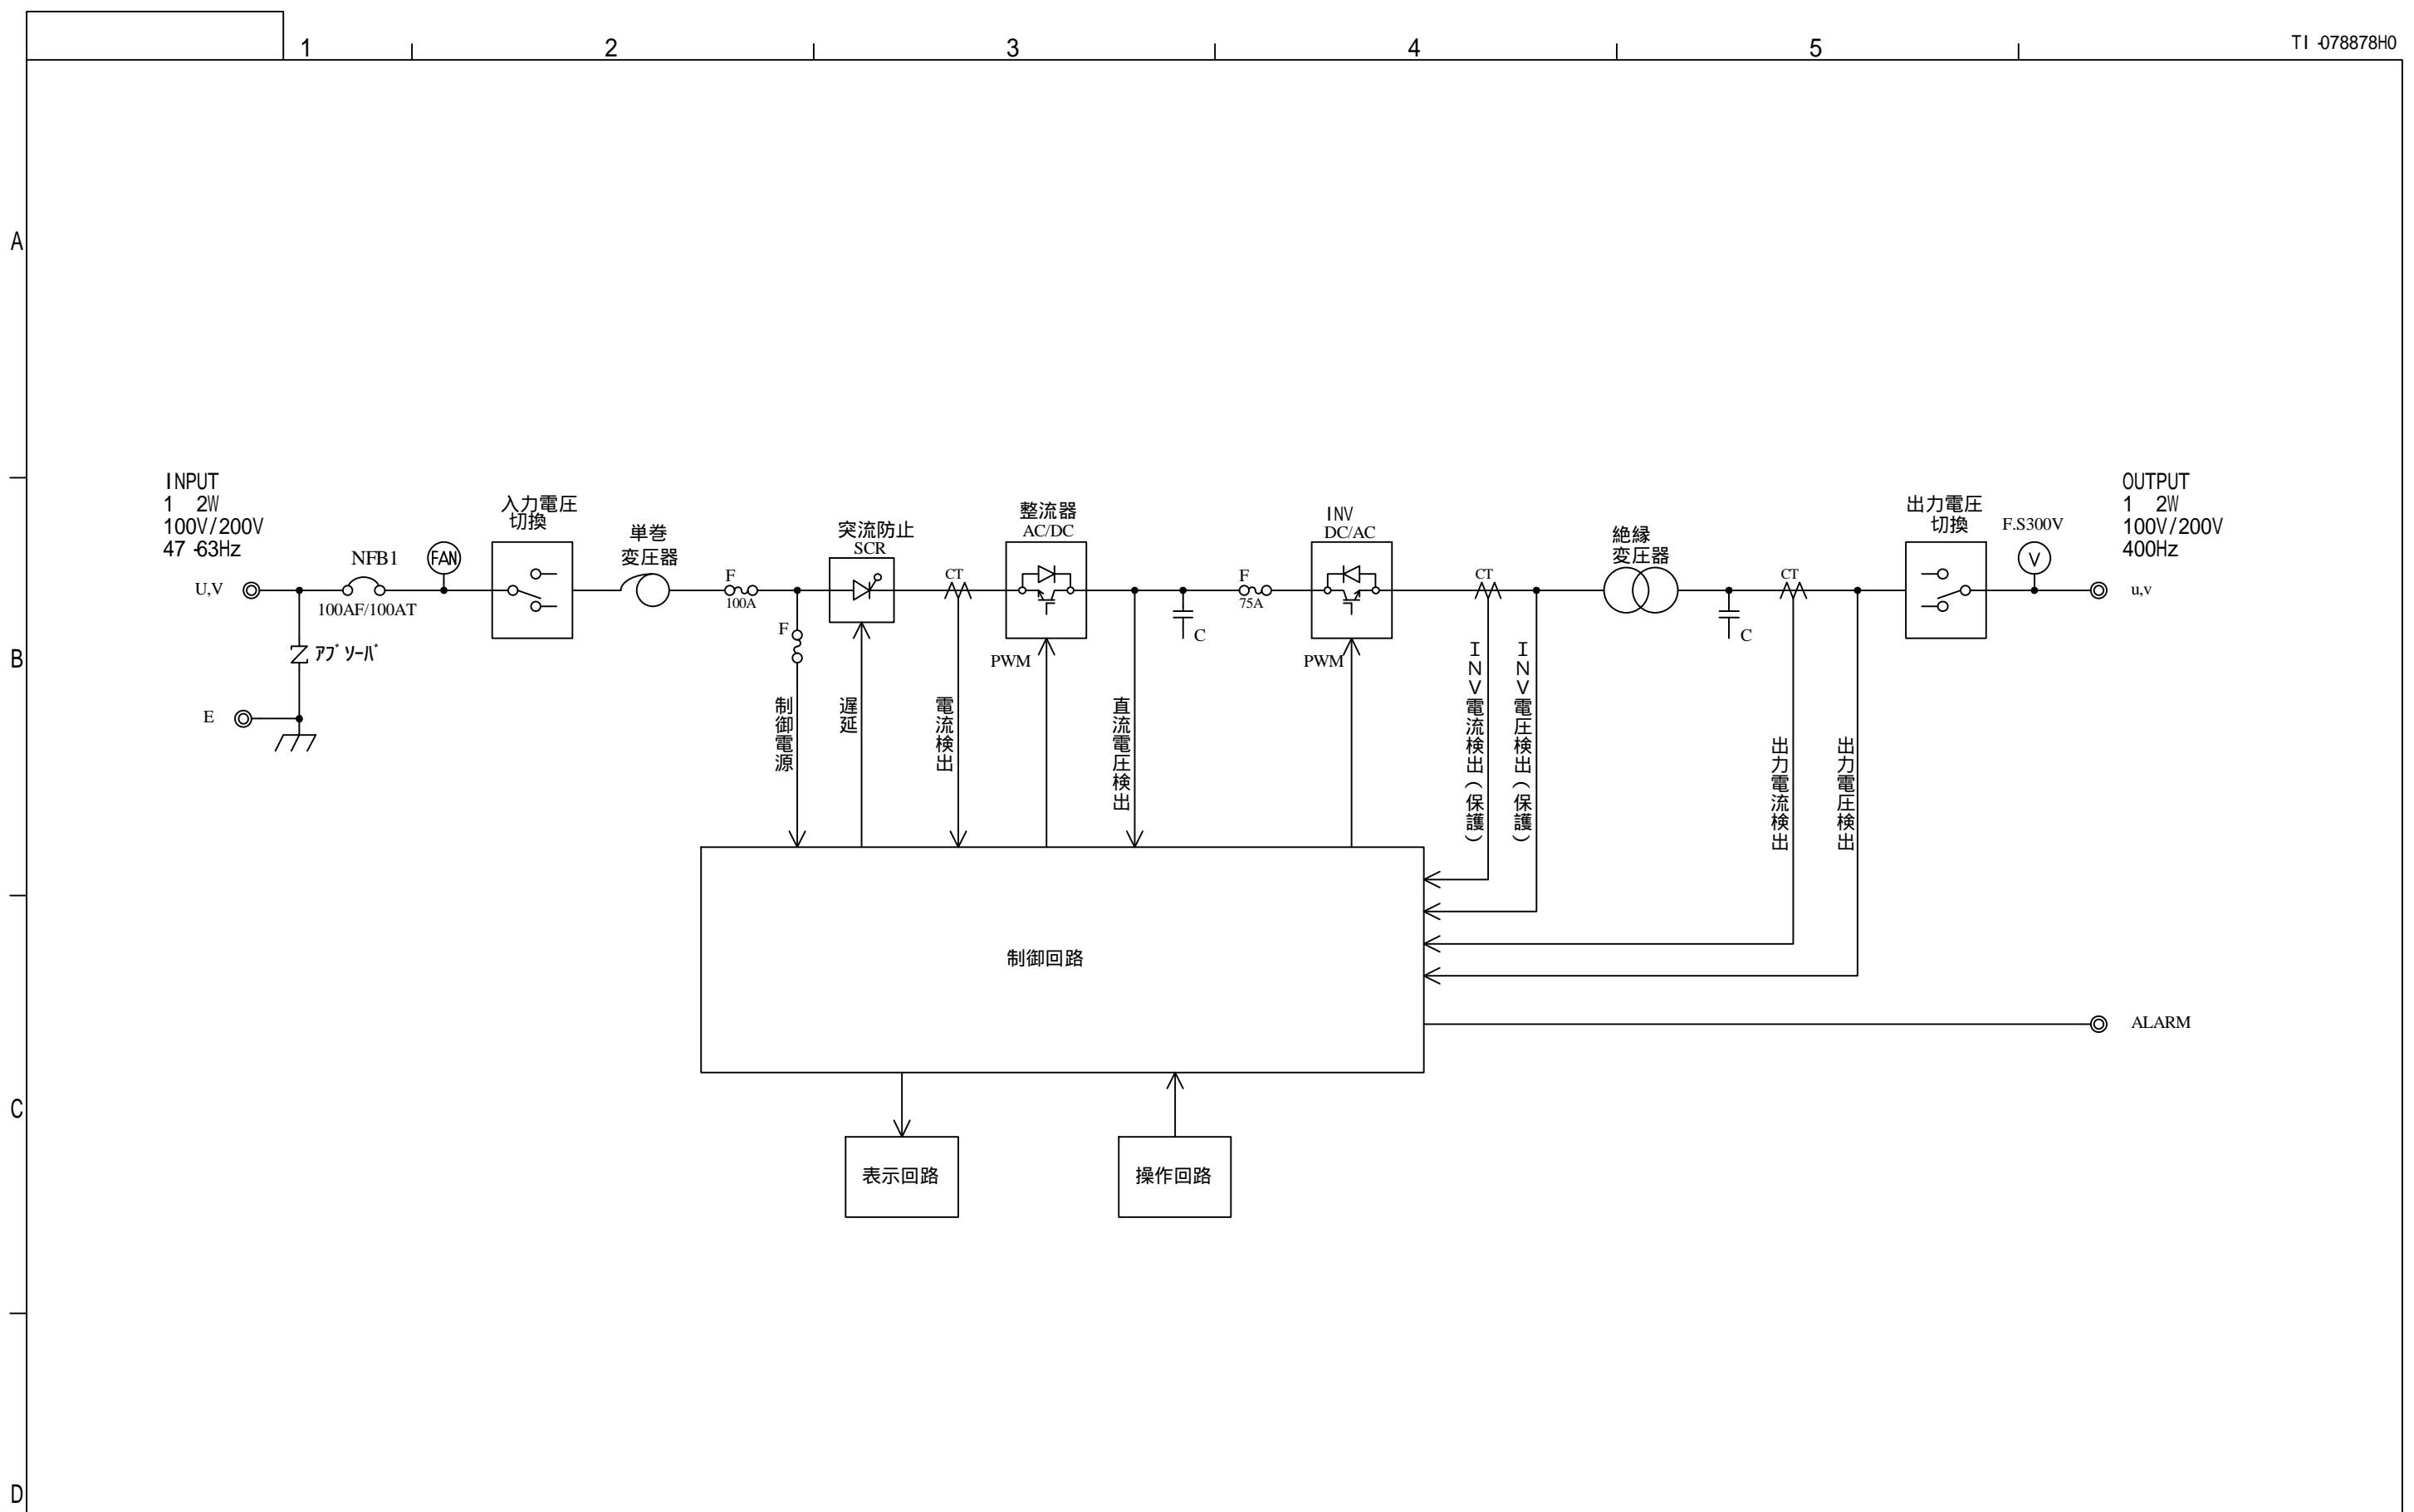 1
2
3
4
5
TI-078878H0
A
B
C
D
INPUT
1 2W
100V/200V
47-63Hz
U,V
E
アブソーバ
NFB1
100AF/100AT
FAN
入力電圧
切換
単巻
変圧器
F
100A
F
制御電源
突流防止
SCR
遅延
CT
電流検出
整流器
AC/DC
PWM
直流電圧検出
C
F
75A
INV
DC/AC
PWM
CT
INV電流検出(保護)
INV電圧検出(保護)
絶縁
変圧器
C
CT
出力電流検出
出力電圧検出
出力電圧
切換
F.S300V
V
OUTPUT
1 2W
100V/200V
400Hz
u,v
制御回路
ALARM
表示回路
操作回路